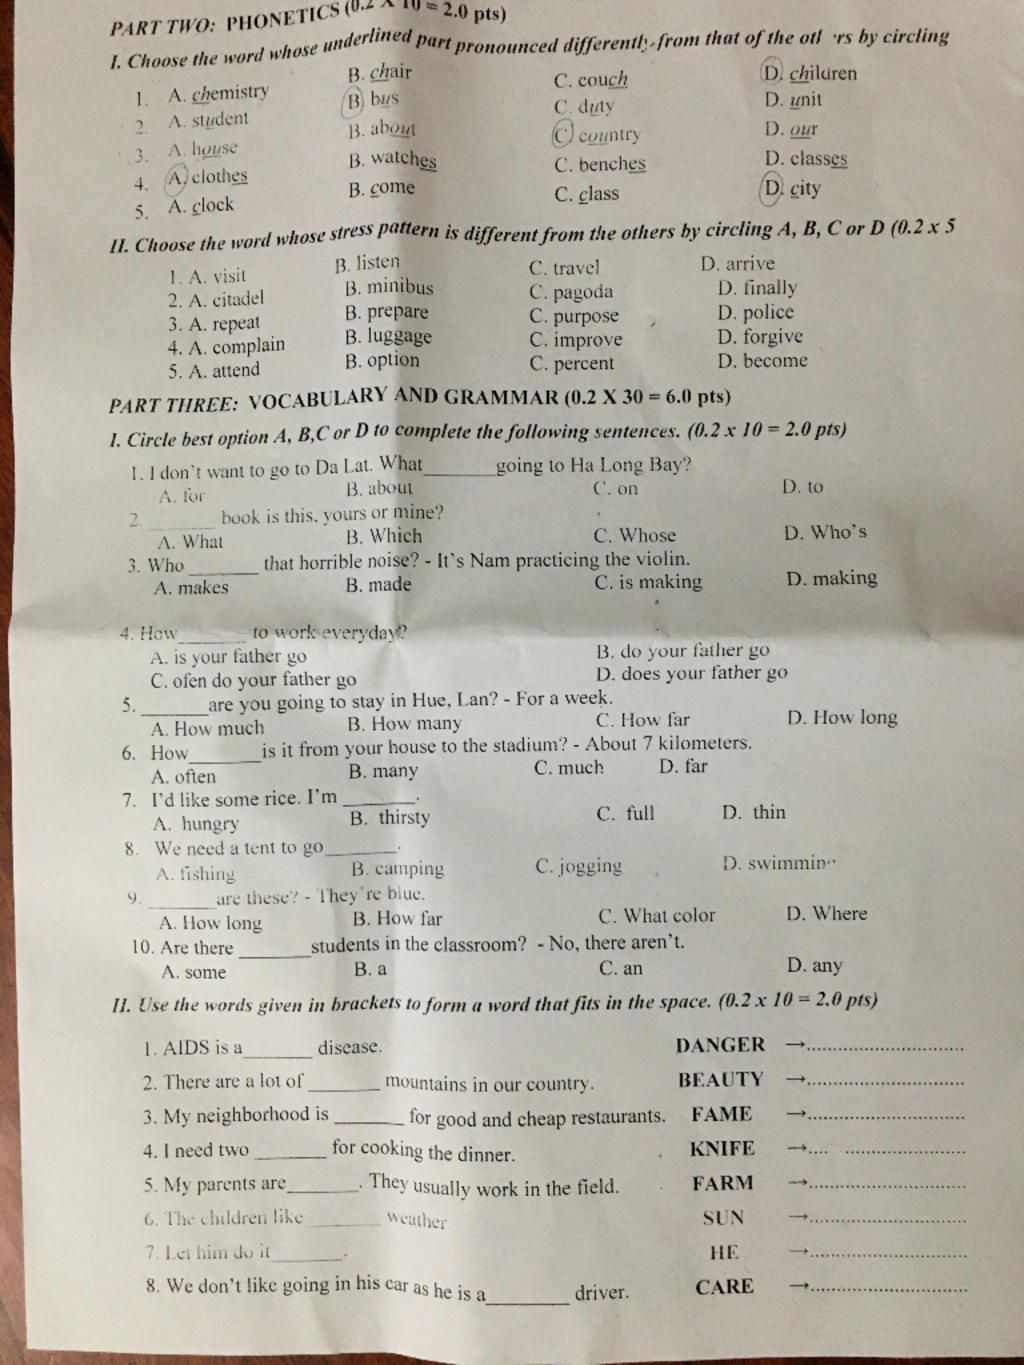 PART TWO: PHONETICS (0.2 X 10 = 2.0 pts)
I. Choose the word whose underlined part pronounced differently from that of the others by circling
1. A. chemistry B. chair C. couch D. children
2. A. student B. bus C. duty D. unit
3. A. house B. about C. country D. our
4. A. clothes B. watches C. benches D. classes
5. A. clock B. come C. class D. city
II. Choose the word whose stress pattern is different from the others by circling A, B, C or D (0.2 x 5
1. A. visit B. listen C. travel D. arrive
2. A. citadel B. minibus C. pagoda D. finally
3. A. repeat B. prepare C. purpose D. police
4. A. complain B. luggage C. improve D. forgive
5. A. attend B. option C. percent D. become
PART THREE: VOCABULARY AND GRAMMAR (0.2 X 30 = 6.0 pts)
I. Circle best option A, B,C or D to complete the following sentences. (0.2 x 10 = 2.0 pts)
1. I don't want to go to Da Lat. What_______going to Ha Long Bay?
A. for B. about C. on D. to
2. _______ book is this, yours or mine?
A. What B. Which C. Whose D. Who's
3. Who _______ that horrible noise? - It's Nam practicing the violin.
A. makes B. made C. is making D. making
4. How_______ to work everyday?
A. is your father go B. do your father go
C. ofen do your father go D. does your father go
5. _______are you going to stay in Hue, Lan? - For a week.
A. How much B. How many C. How far D. How long
6. How_______is it from your house to the stadium? - About 7 kilometers.
A. often B. many C. much D. far
7. I'd like some rice. I'm _______.
A. hungry B. thirsty C. full D. thin
8. We need a tent to go_______.
A. fishing B. camping C. jogging D. swimming
9. _______are these? - They're blue.
A. How long B. How far C. What color D. Where
10. Are there _______students in the classroom? - No, there aren't.
A. some B. a C. an D. any
II. Use the words given in brackets to form a word that fits in the space. (0.2 x 10 = 2.0 pts)
1. AIDS is a_______ disease. DANGER →..............................
2. There are a lot of _______ mountains in our country. BEAUTY →..............................
3. My neighborhood is _______ for good and cheap restaurants. FAME →..............................
4. I need two _______ for cooking the dinner. KNIFE →.... .......................
5. My parents are_______. They usually work in the field. FARM →..............................
6. The children like _______ weather SUN →..............................
7. Let him do it_______. HE →..............................
8. We don't like going in his car as he is a________ driver. CARE →..............................